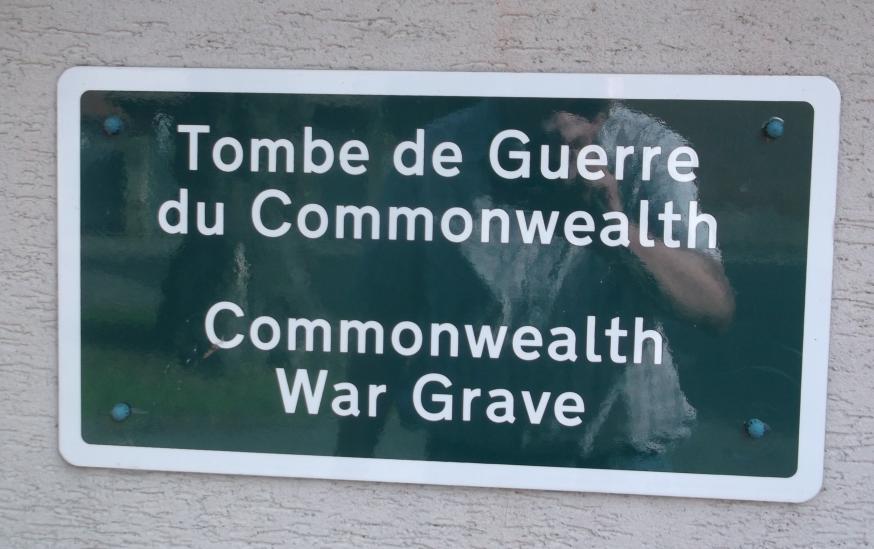 Tombe de Guerre
du Commonwealth
Commonwealth
War Grave